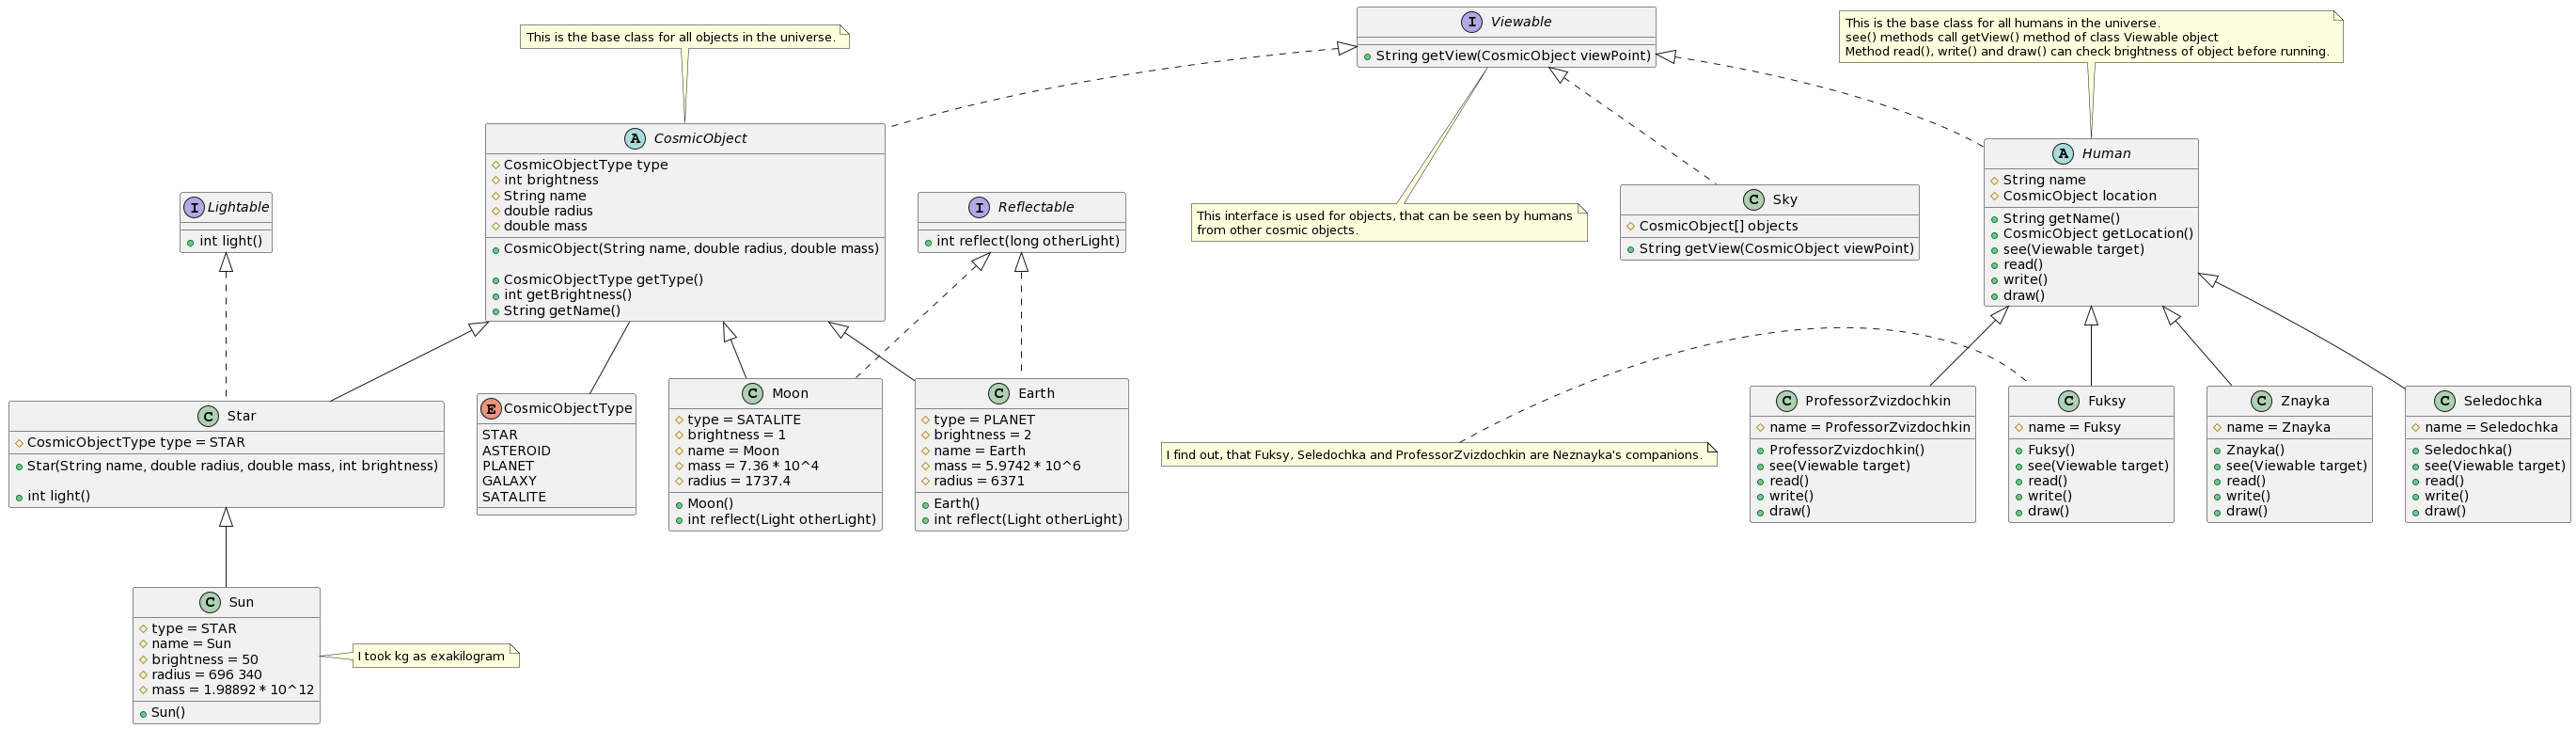 This is the base class for all objects in the universe.
I Viewable
+ String getView(CosmicObject viewPoint)
This is the base class for all humans in the universe.
see() methods call getView() method of class Viewable object
Method read(), write() and draw() can check brightness of object before running.
A CosmicObject
CosmicObjectType type
int brightness
String name
double radius
double mass
CosmicObject(String name, double radius, double mass)
CosmicObjectType getType()
int getBrightness()
String getName()
I Lightable
int light()
I Reflectable
int reflect(long otherLight)
This interface is used for objects, that can be seen by humans
from other cosmic objects.
C Sky
CosmicObject[] objects
String getView(CosmicObject viewPoint)
A Human
String name
CosmicObject location
String getName()
CosmicObject getLocation()
see(Viewable target)
read()
write()
draw()
C Star
CosmicObjectType type = STAR
Star(String name, double radius, double mass, int brightness)
int light()
E CosmicObjectType
STAR
ASTEROID
PLANET
GALAXY
SATALITE
C Moon
type = SATALITE
brightness = 1
name = Moon
mass = 7.36 * 10^4
radius = 1737.4
Moon()
int reflect(Light otherLight)
C Earth
type = PLANET
brightness = 2
name = Earth
mass = 5.9742 * 10^6
radius = 6371
Earth()
int reflect(Light otherLight)
I find out, that Fuksy, Seledochka and ProfessorZvizdochkin are Neznayka's companions.
C ProfessorZvizdochkin
name = ProfessorZvizdochkin
ProfessorZvizdochkin()
see(Viewable target)
read()
write()
draw()
C Fuksy
name = Fuksy
Fuksy()
see(Viewable target)
read()
write()
draw()
C Znayka
name = Znayka
Znayka()
see(Viewable target)
read()
write()
draw()
C Seledochka
name = Seledochka
Seledochka()
see(Viewable target)
read()
write()
draw()
C Sun
type = STAR
name = Sun
brightness = 50
radius = 696 340
mass = 1.98892 * 10^12
Sun()
I took kg as exakilogram